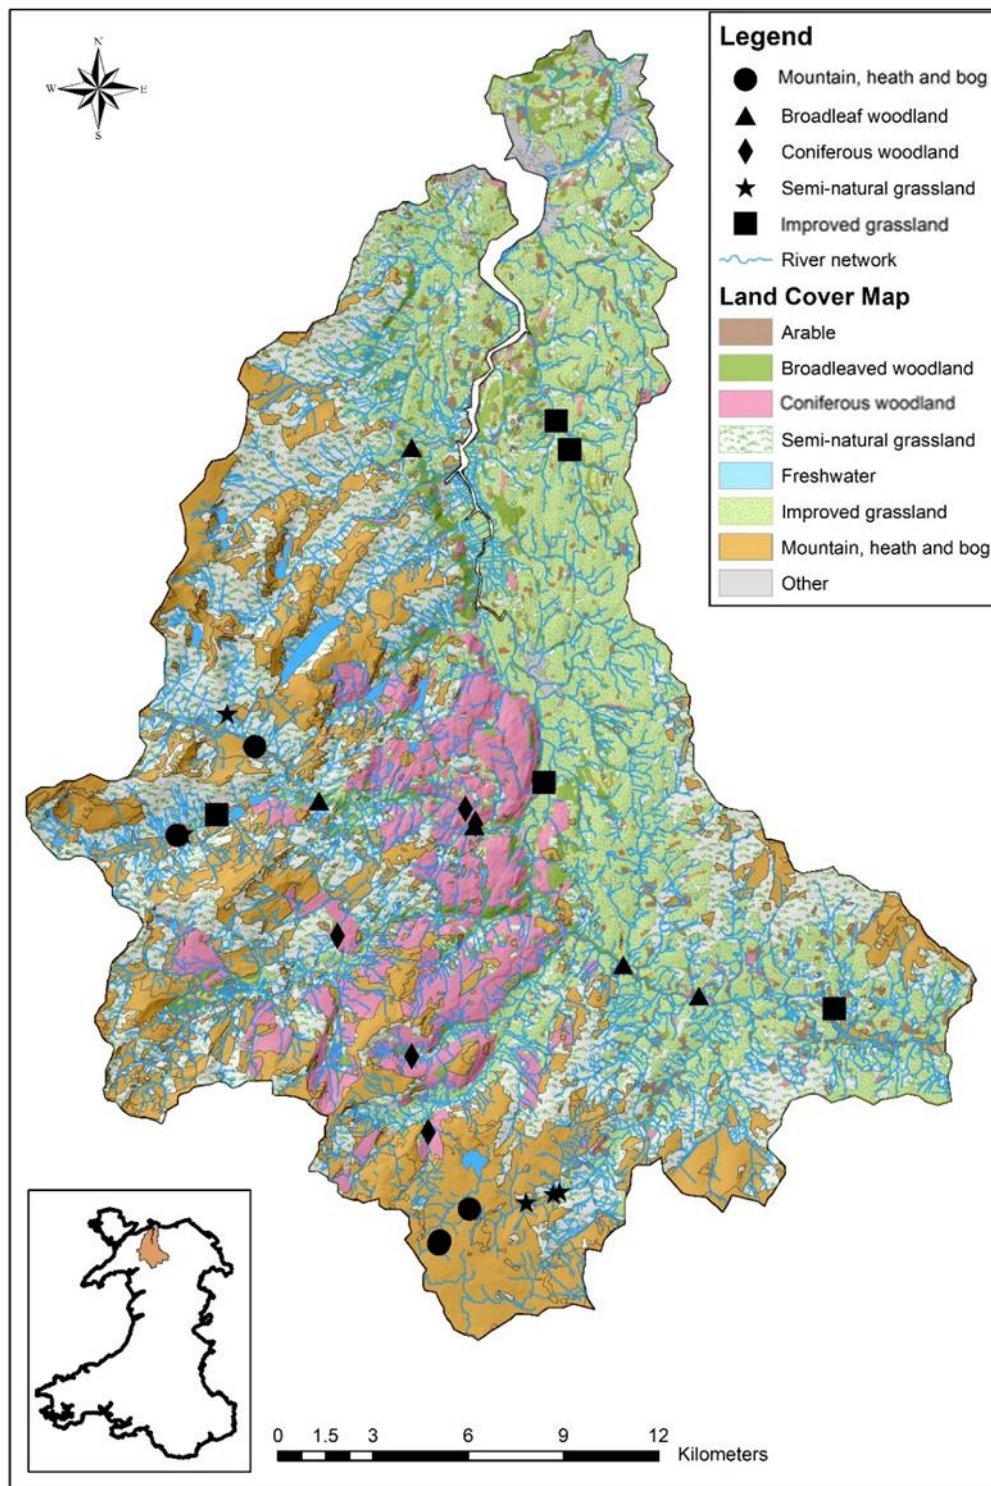 N
W
E
S
Legend
Mountain, heath and bog
Broadleaf woodland
Coniferous woodland
Semi-natural grassland
Improved grassland
River network
Land Cover Map
Arable
Broadleaved woodland
Coniferous woodland
Semi-natural grassland
Freshwater
Improved grassland
Mountain, heath and bog
Other
0 1.5 3 6 9 12
Kilometers